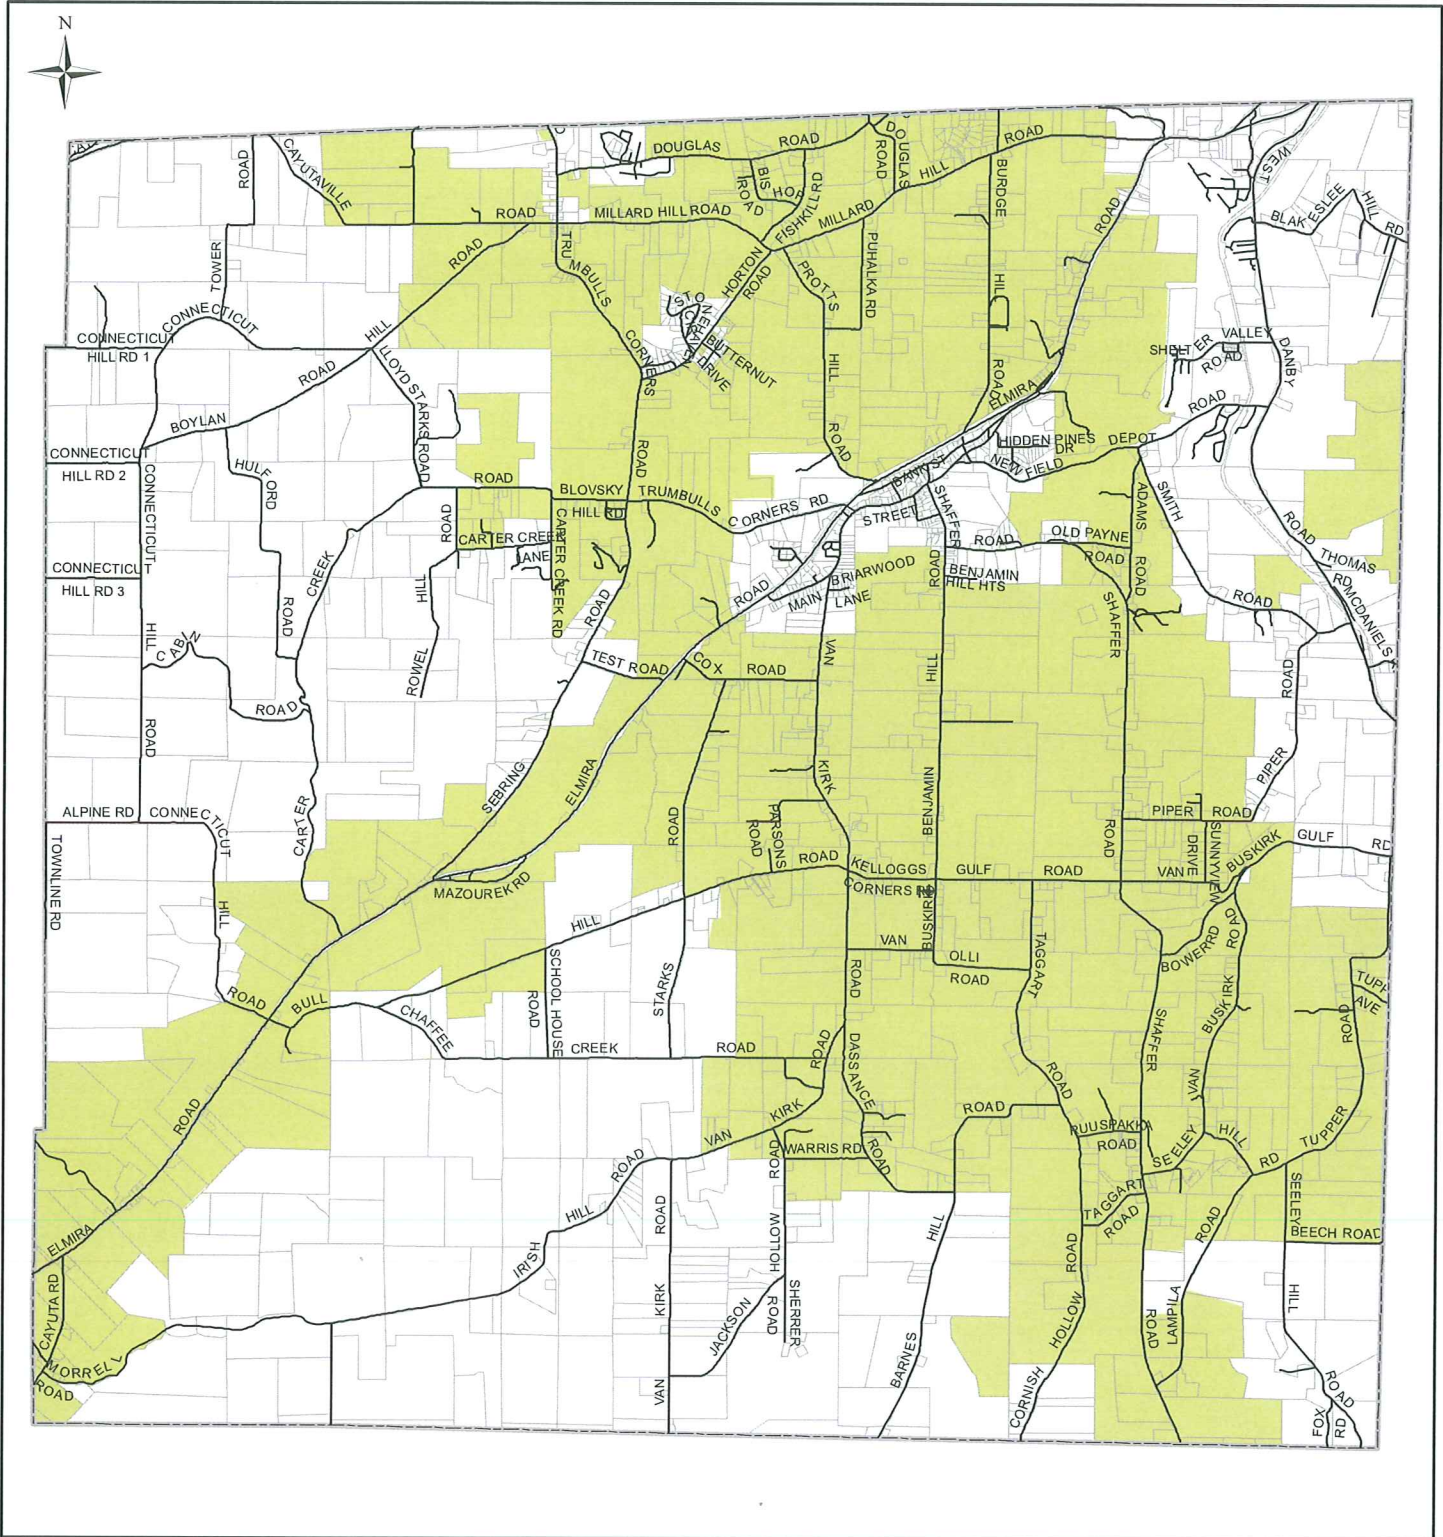 N
DOUGLAS
ROAD
DOUGLAS
ROAD
HILL
ROAD
CAYUTAVILLE
ROAD
ROAD
MILLARD HILL ROAD
BIS
ROAD
HOR
FISHKILL RD
MILLARD
BURDGE
WEST
BLAKESLEE
HILL
RD
TOWER
ROAD
TRUMBULLS
HORTON
ROAD
PROTTS
PUHALKA RD
HILL
ROAD
CONNECTICUT
HILL RD 1
CONNECTICUT
HILL
STONEHAVEN
DRIVE
BUTTERNUT
CORNERS
HILL
ROAD
ELMIRA
SHELTER
VALLEY
ROAD
DANBY
ROAD
LLOYD STARKS ROAD
BOYLAN
ROAD
CONNECTICUT
HILL RD 2
HULFORD
ROAD
CONNECTICUT
ROAD
ROAD
ROAD
BLOVSKY
HILL RD
TRUMBULLS
CORNERS RD
BANK ST
STREET
HIDDEN PINES
DR
NEWFIELD
DEPOT
SHAFFER
ROAD
OLD PAYNE
ROAD
ADAMS
ROAD
SMITH
ROAD
ROAD
THOMAS
RD
MCDANIELS
CARTER CREEK
LANE
CARTER CREEK RD
ROAD
BENJAMIN
HILL HTS
ROAD
BRIARWOOD
LANE
MAIN
ROAD
CONNECTICUT
HILL RD 3
CREEK
HILL
ROWEL
ROAD
SHAFFER
HILL
CABIN
ROAD
ROAD
TEST ROAD
COX
ROAD
VAN
HILL
ROAD
SEBRING
ELMIRA
KIRK
BENJAMIN
PIPER
ALPINE RD
CONNECTICUT
CARTER
ROAD
PARSONS
ROAD
PIPER
ROAD
ROAD
SUNNYVIEW
DRIVE
GULF
RD
TOWNLINE RD
MAZOUREK RD
ROAD
KELLOGGS
CORNERS RD
GULF
ROAD
VAN
BUSKIRK
HILL
HILL
BUSKIRK
VAN
OLLI
ROAD
TAGGART
BOWER RD
ROAD
ROAD
BULL
CHAFFEE
SCHOOL HOUSE
ROAD
STARKS
ROAD
BUSKIRK
AVE
ROAD
CREEK
ROAD
ROAD
DASSANCE
ROAD
SHAFFER
VAN
ROAD
VAN
KIRK
WARRIS RD
ROAD
ROAD
RUUSPAKKA
ROAD
SEELEY
HILL
RD
TUPPER
HILL
ROAD
ROAD
ROAD
HOLLOW
TAGGART
ROAD
ROAD
SEELEY
BEECH ROAD
ELMIRA
IRISH
HILL
ROAD
CAYUTA RD
KIRK
JACKSON
ROAD
SHERRER
HOLLOW
ROAD
LAMPILA
HILL
MORRELL
ROAD
VAN
BARNES
CORNISH
ROAD
FOX
RD